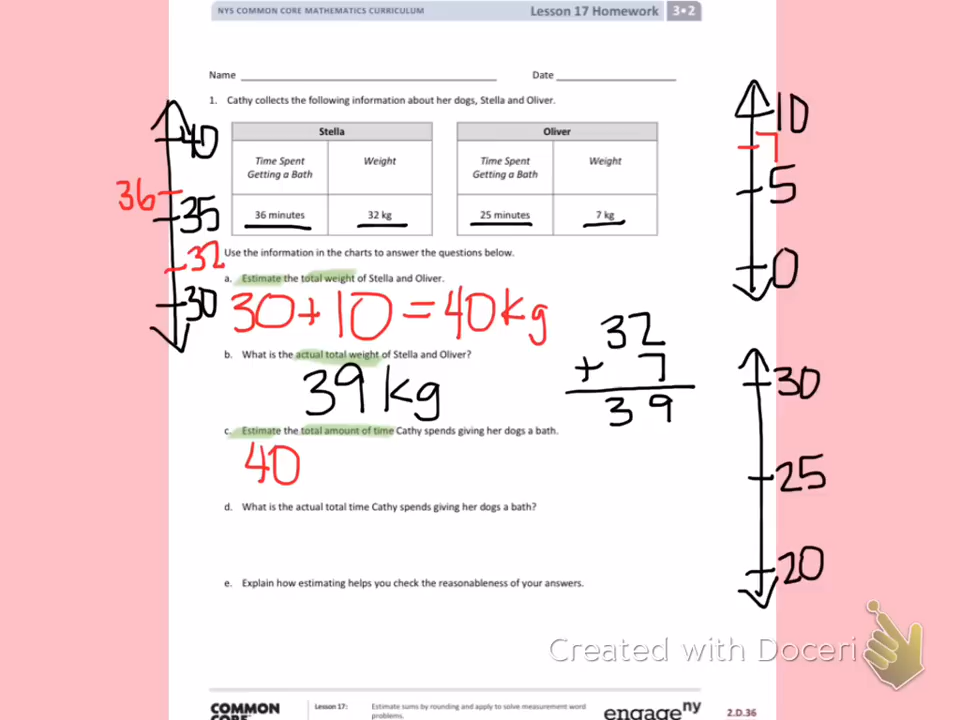 NYS COMMON CORE MATHEMATICS CURRICULUM
Lesson 17 Homework 3•2
Name
Date
1. Cathy collects the following information about her dogs, Stella and Oliver.
Stella
Time Spent Getting a Bath
Weight
36 minutes
32 kg
Oliver
Time Spent Getting a Bath
Weight
25 minutes
7 kg
40
36
35
32
30
10
7
5
0
Use the information in the charts to answer the questions below.
a. Estimate the total weight of Stella and Oliver.
30+10=40kg
b. What is the actual total weight of Stella and Oliver?
39kg
32
+ 7
39
c. Estimate the total amount of time Cathy spends giving her dogs a bath.
40
30
25
20
d. What is the actual total time Cathy spends giving her dogs a bath?
e. Explain how estimating helps you check the reasonableness of your answers.
Created with Doceri
COMMON
CORE
Lesson 17:
Estimate sums by rounding and apply to solve measurement word
problems.
engage ny
2.D.36